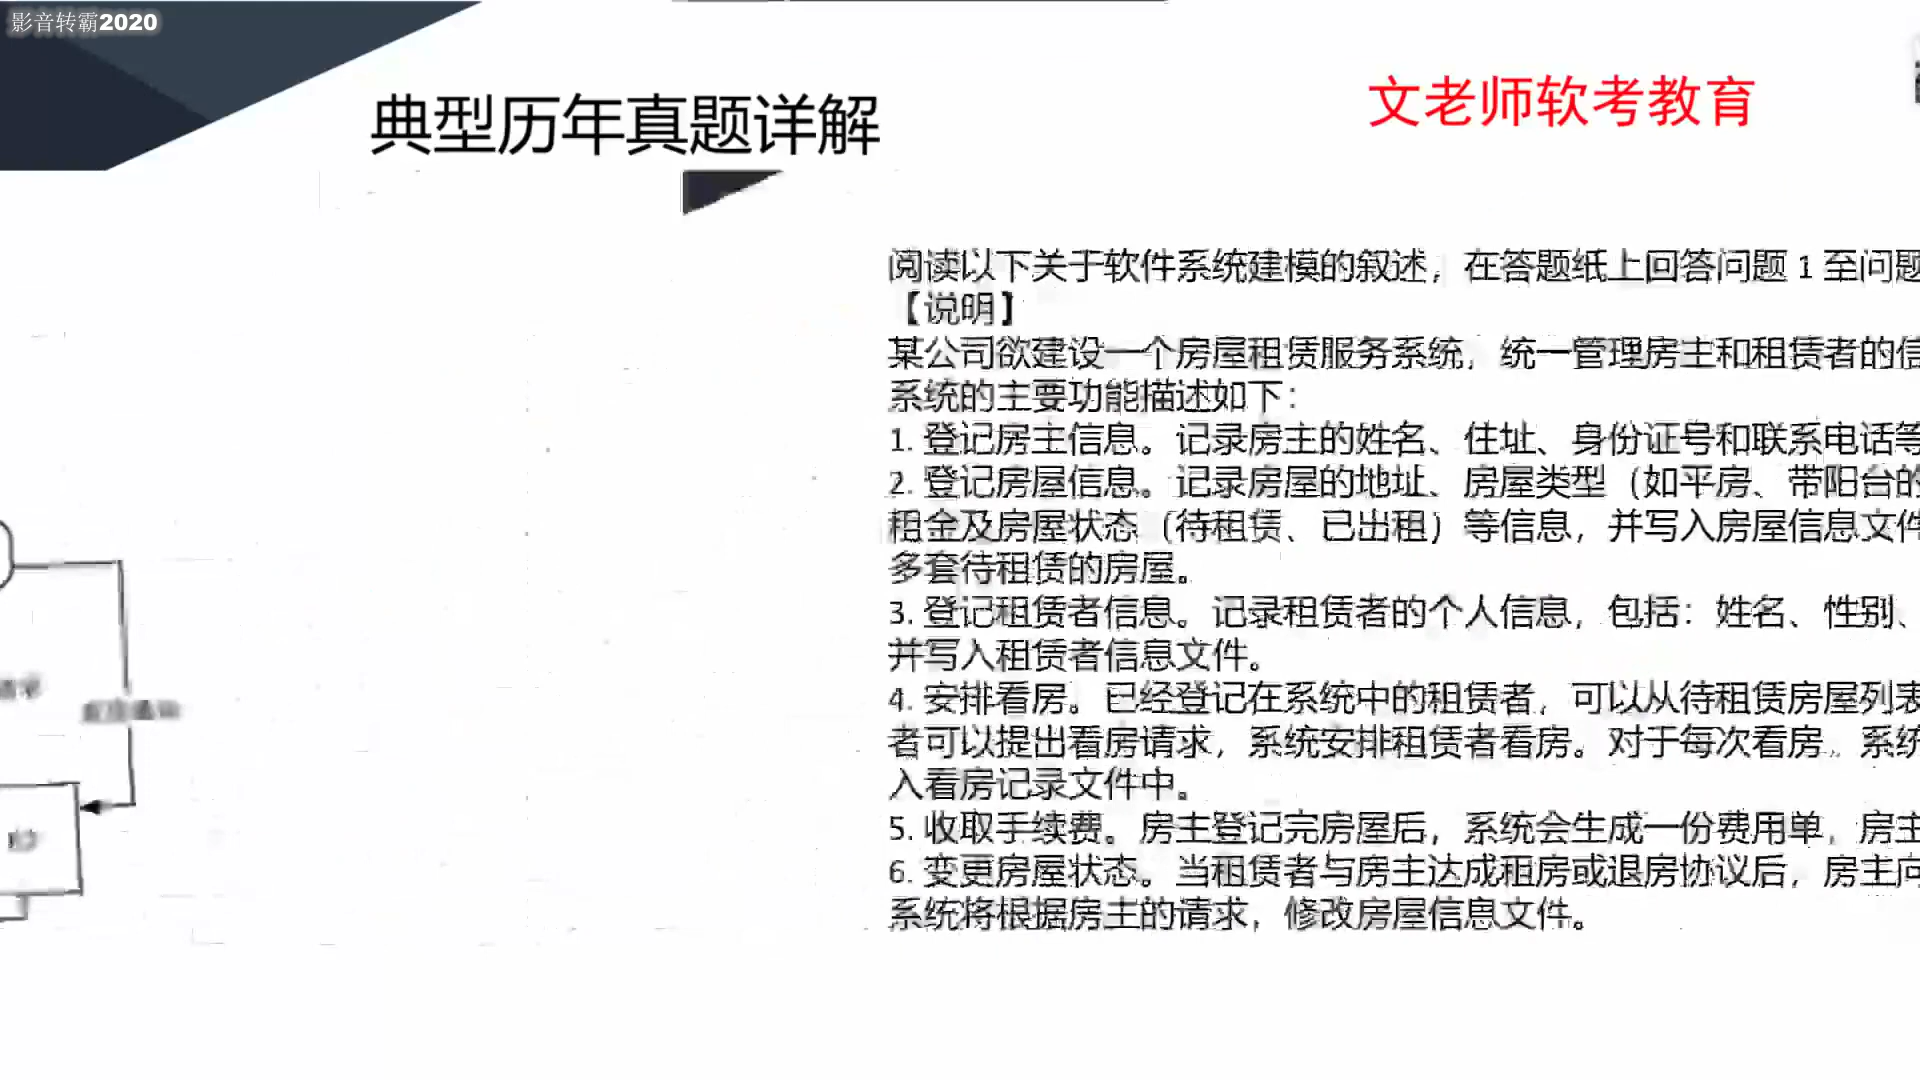 影音转霸2020
典型历年真题详解
文老师软考教育
阅读以下关于软件系统建模的叙述，在答题纸上回答问题 1 至问题
【说明】
某公司欲建设一个房屋租赁服务系统，统一管理房主和租赁者的信
系统的主要功能描述如下：
1. 登记房主信息。记录房主的姓名、住址、身份证号和联系电话等
2. 登记房屋信息。记录房屋的地址、房屋类型（如平房、带阳台的
租金及房屋状态（待租赁、已出租）等信息，并写入房屋信息文件
多套待租赁的房屋。
3. 登记租赁者信息。记录租赁者的个人信息，包括：姓名、性别、
并写入租赁者信息文件。
4. 安排看房。已经登记在系统中的租赁者，可以从待租赁房屋列表
者可以提出看房请求，系统安排租赁者看房。对于每次看房，系统
入看房记录文件中。
5. 收取手续费。房主登记完房屋后，系统会生成一份费用单，房主
6. 变更房屋状态。当租赁者与房主达成租房或退房协议后，房主向
系统将根据房主的请求，修改房屋信息文件。